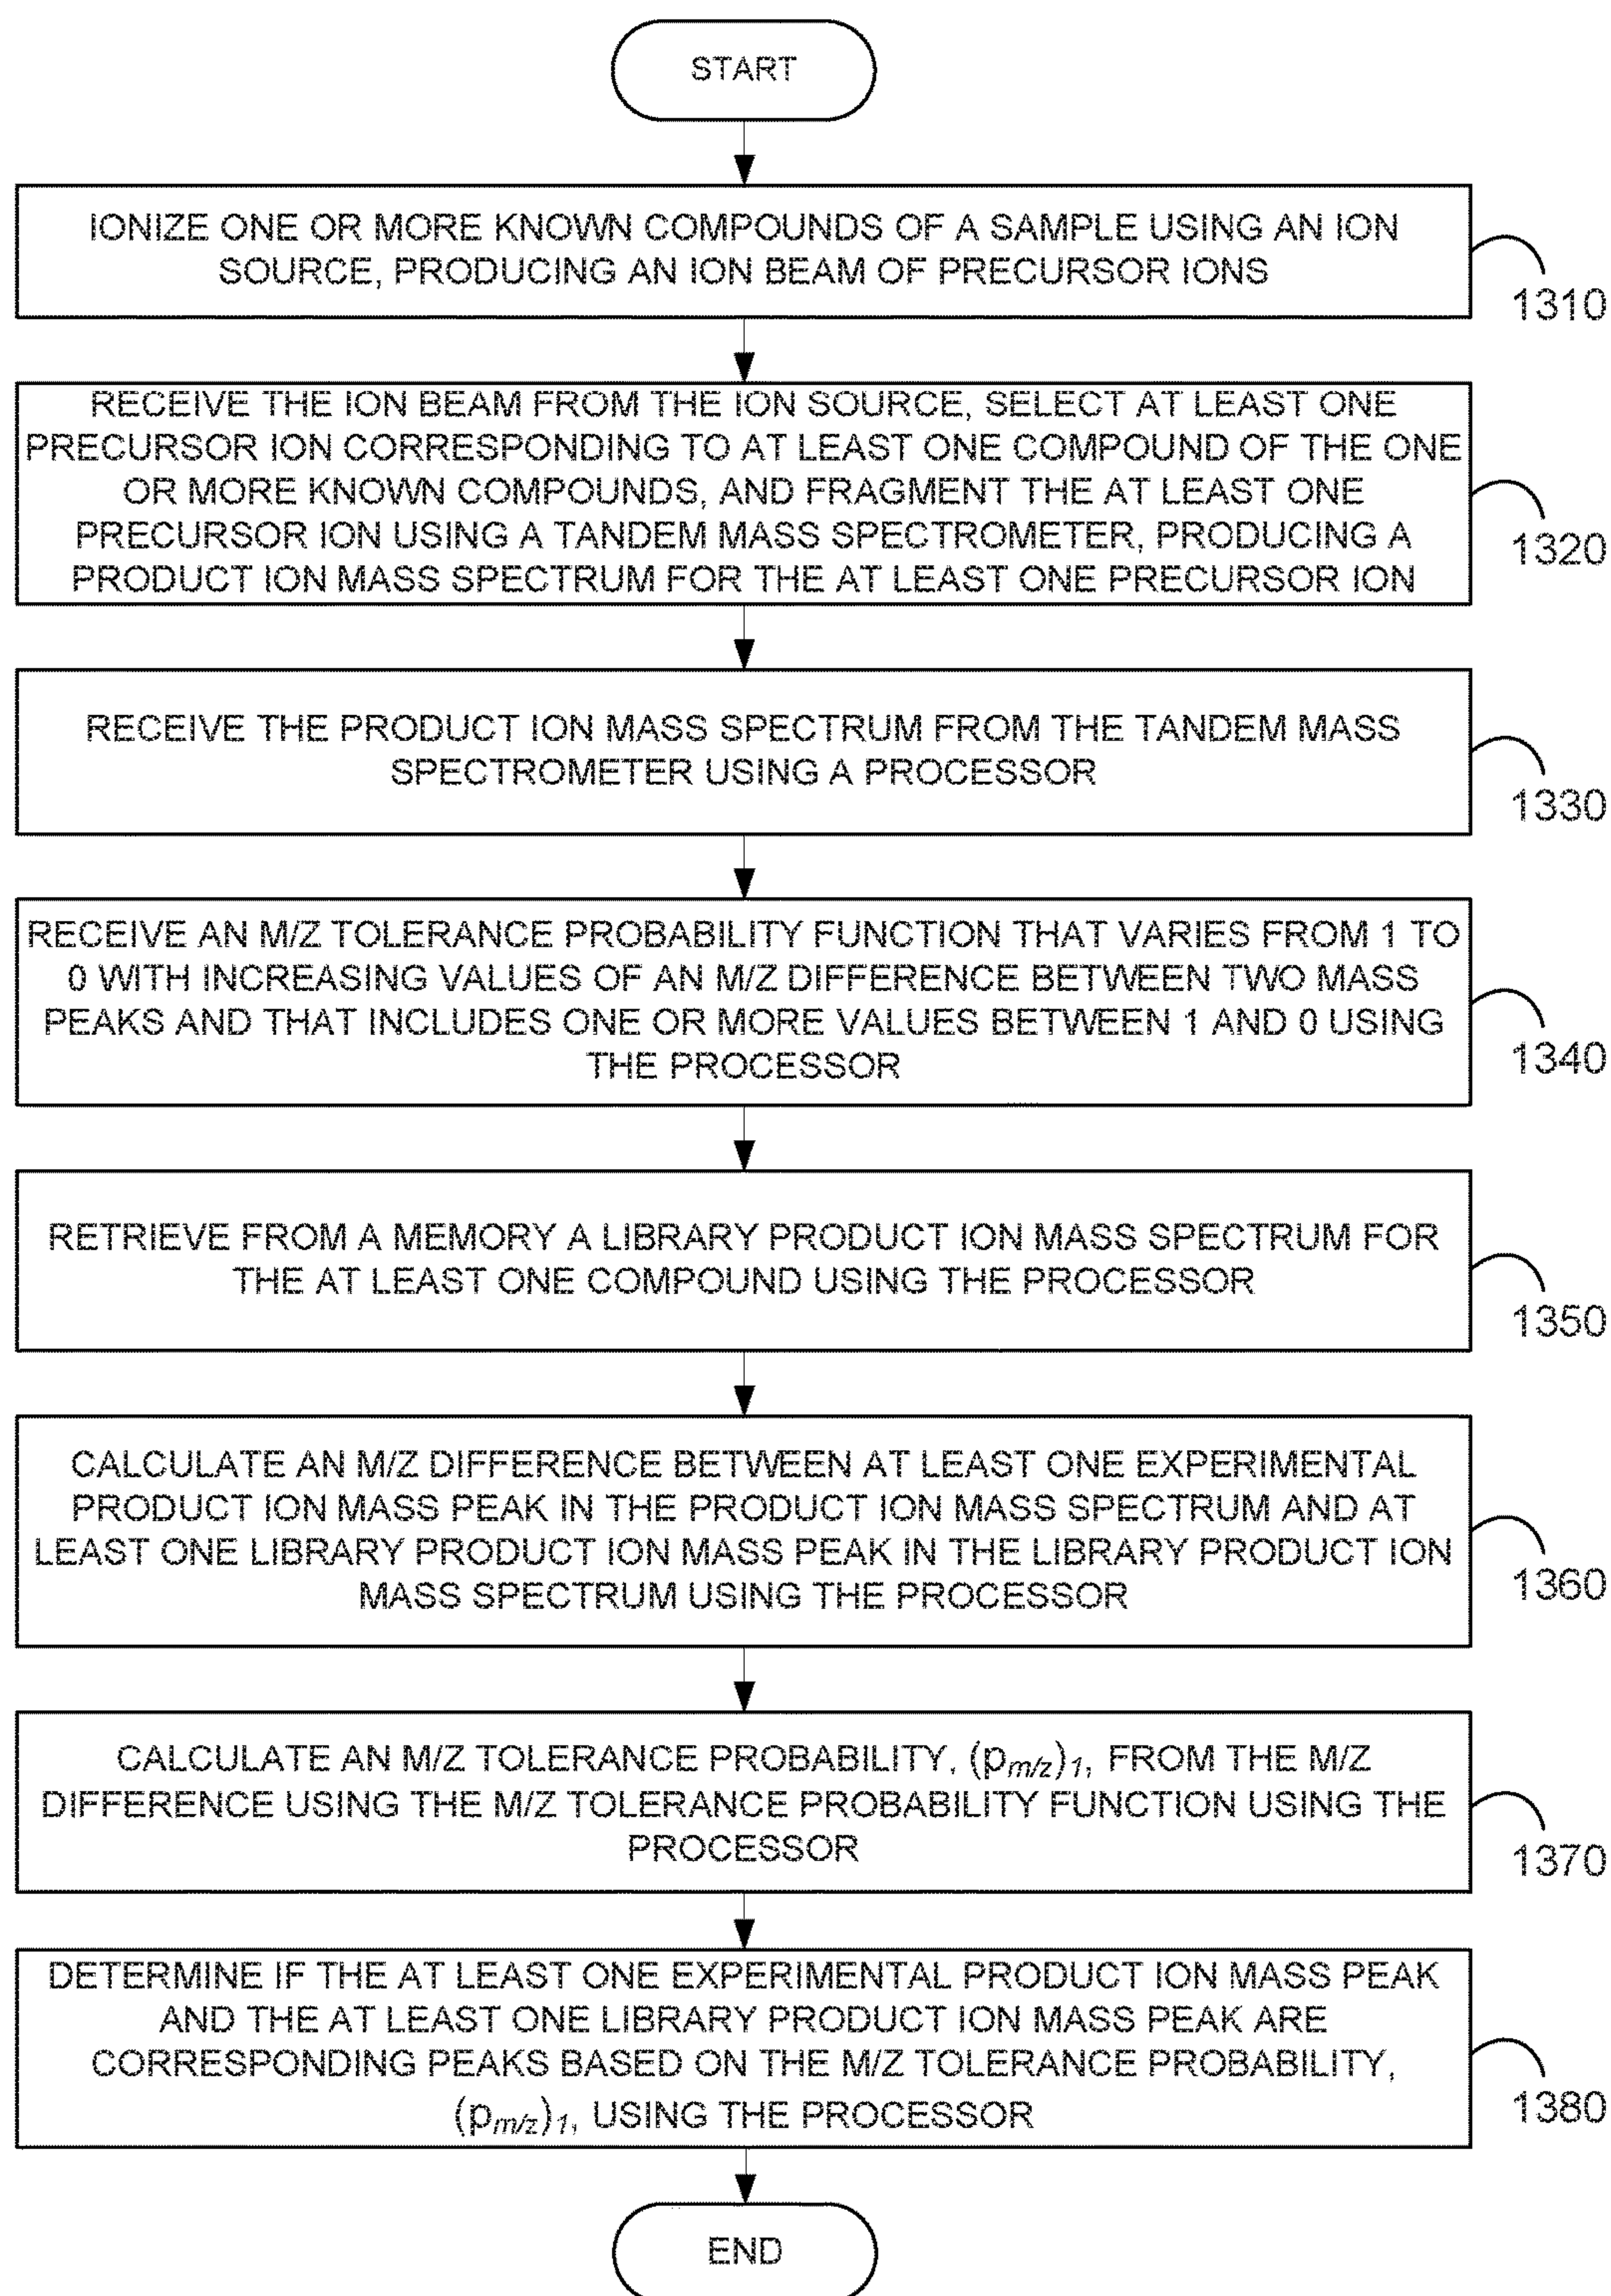 START
IONIZE ONE OR MORE KNOWN COMPOUNDS OF A SAMPLE USING AN ION
SOURCE, PRODUCING AN ION BEAM OF PRECURSOR IONS
1310
RECEIVE THE ION BEAM FROM THE ION SOURCE, SELECT AT LEAST ONE
PRECURSOR ION CORRESPONDING TO AT LEAST ONE COMPOUND OF THE ONE
OR MORE KNOWN COMPOUNDS, AND FRAGMENT THE AT LEAST ONE
PRECURSOR ION USING A TANDEM MASS SPECTROMETER, PRODUCING A
PRODUCT ION MASS SPECTRUM FOR THE AT LEAST ONE PRECURSOR ION
1320
RECEIVE THE PRODUCT ION MASS SPECTRUM FROM THE TANDEM MASS
SPECTROMETER USING A PROCESSOR
1330
RECEIVE AN M/Z TOLERANCE PROBABILITY FUNCTION THAT VARIES FROM 1 TO
0 WITH INCREASING VALUES OF AN M/Z DIFFERENCE BETWEEN TWO MASS
PEAKS AND THAT INCLUDES ONE OR MORE VALUES BETWEEN 1 AND 0 USING
THE PROCESSOR
1340
RETRIEVE FROM A MEMORY A LIBRARY PRODUCT ION MASS SPECTRUM FOR
THE AT LEAST ONE COMPOUND USING THE PROCESSOR
1350
CALCULATE AN M/Z DIFFERENCE BETWEEN AT LEAST ONE EXPERIMENTAL
PRODUCT ION MASS PEAK IN THE PRODUCT ION MASS SPECTRUM AND AT
LEAST ONE LIBRARY PRODUCT ION MASS PEAK IN THE LIBRARY PRODUCT ION
MASS SPECTRUM USING THE PROCESSOR
1360
CALCULATE AN M/Z TOLERANCE PROBABILITY, (pm/z)1, FROM THE M/Z
DIFFERENCE USING THE M/Z TOLERANCE PROBABILITY FUNCTION USING THE
PROCESSOR
1370
DETERMINE IF THE AT LEAST ONE EXPERIMENTAL PRODUCT ION MASS PEAK
AND THE AT LEAST ONE LIBRARY PRODUCT ION MASS PEAK ARE
CORRESPONDING PEAKS BASED ON THE M/Z TOLERANCE PROBABILITY,
(pm/z)1, USING THE PROCESSOR
1380
END